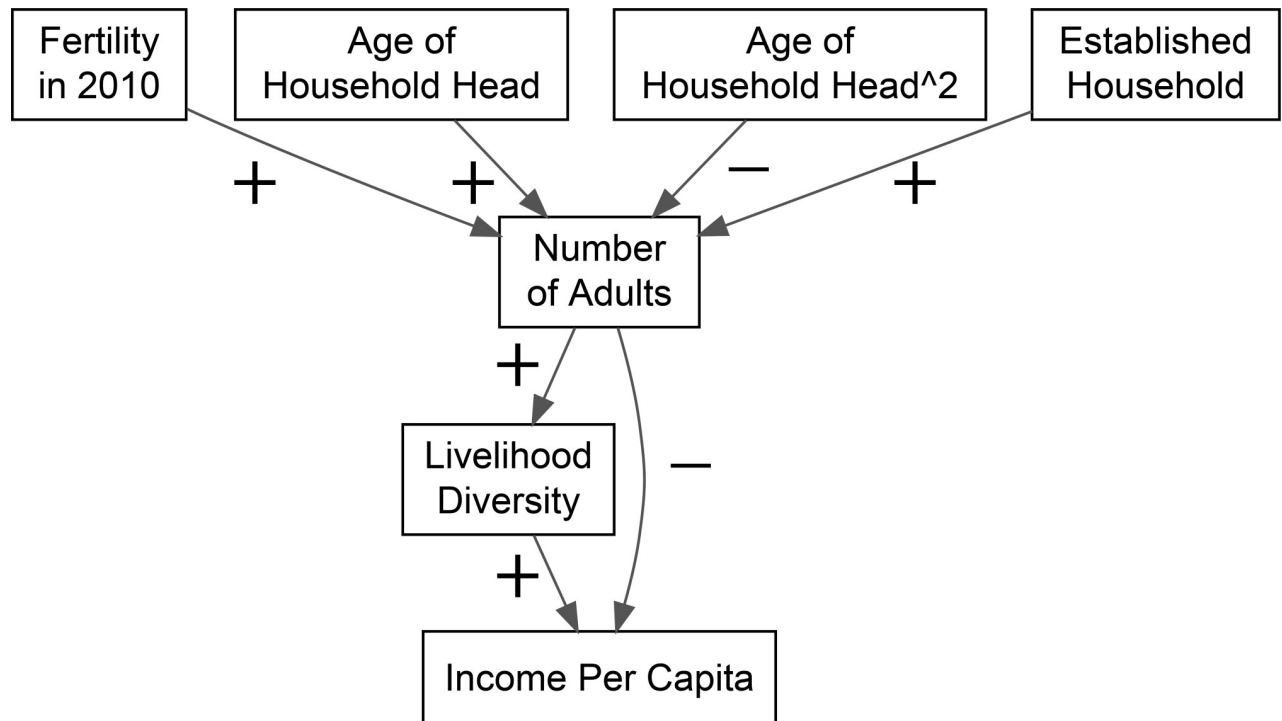 Fertility
in 2010
Age of
Household Head
Age of
Household Head^2
Established
Household
+
+
−
+
Number
of Adults
+
−
Livelihood
Diversity
+
Income Per Capita